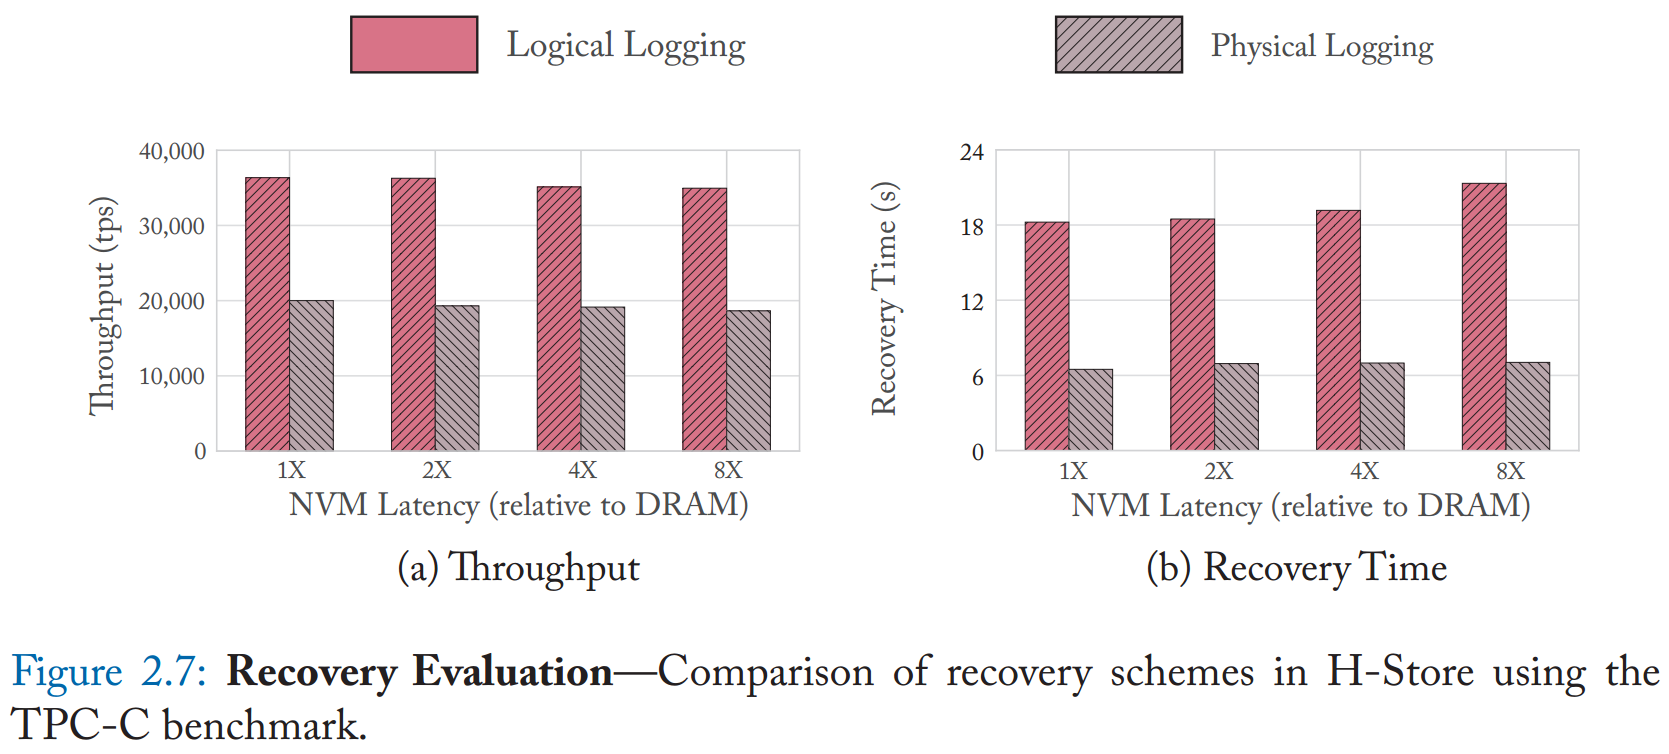 Logical Logging
Physical Logging
40,000
30,000
20,000
10,000
0
Throughput (tps)
1X 2X 4X 8X
NVM Latency (relative to DRAM)
(a) Throughput
24
18
12
6
0
Recovery Time (s)
1X 2X 4X 8X
NVM Latency (relative to DRAM)
(b) Recovery Time
Figure 2.7: Recovery Evaluation—Comparison of recovery schemes in H-Store using the
TPC-C benchmark.